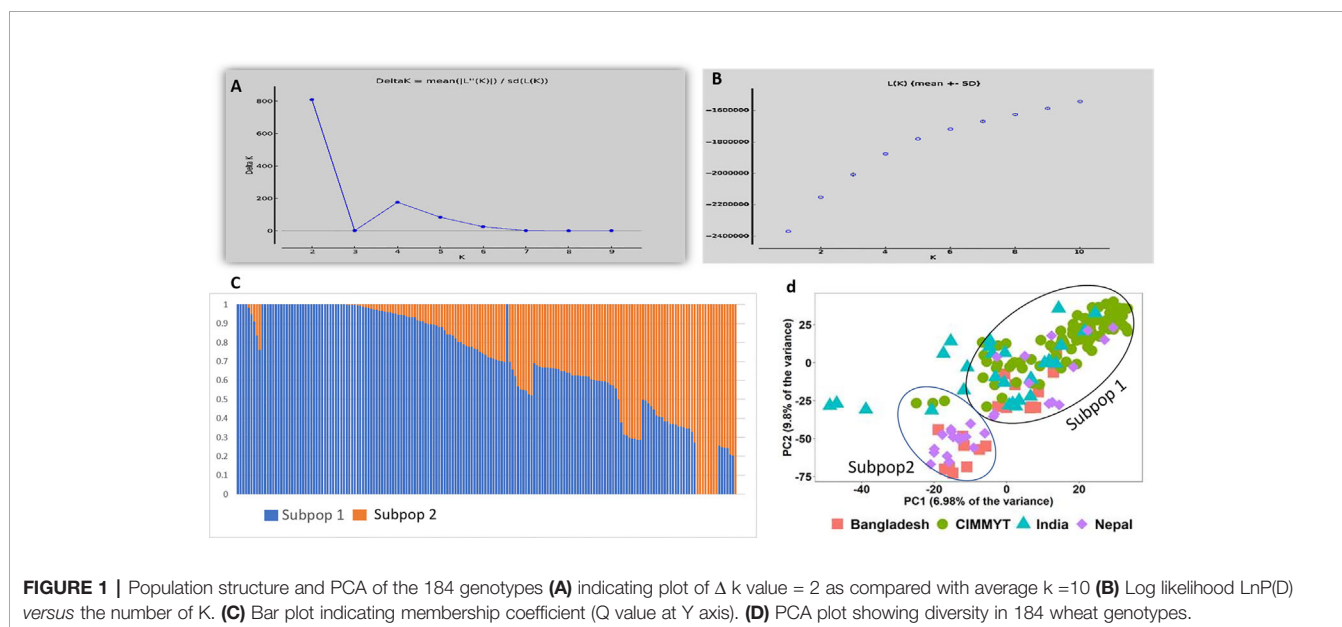 A
DeltaK = mean(|L"(K)|) / sd(L(K))
800
600
400
200
0
Delta K
2 3 4 5 6 7 8 9
K
B
L(K) (mean +- SD)
−1600000
−1800000
−2000000
−2200000
−2400000
2 4 6 8 10
K
C
1
0.9
0.8
0.7
0.6
0.5
0.4
0.3
0.2
0.1
0
Subpop 1 Subpop 2
d
25
0
-25
-50
-75
PC2 (9.8% of the variance)
Subpop 1
Subpop2
-40 -20 0 20
PC1 (6.98% of the variance)
Bangladesh CIMMYT India Nepal
FIGURE 1 | Population structure and PCA of the 184 genotypes (A) indicating plot of Δ k value = 2 as compared with average k =10 (B) Log likelihood LnP(D)
versus the number of K. (C) Bar plot indicating membership coefficient (Q value at Y axis). (D) PCA plot showing diversity in 184 wheat genotypes.